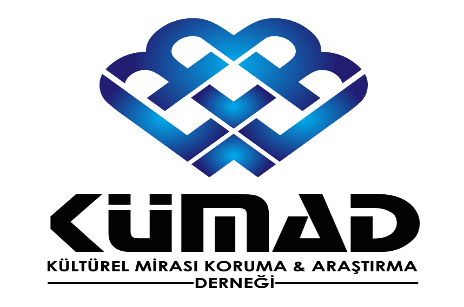 KÜMAD
KÜLTÜREL MİRASI KORUMA & ARAŞTIRMA
DERNEĞİ